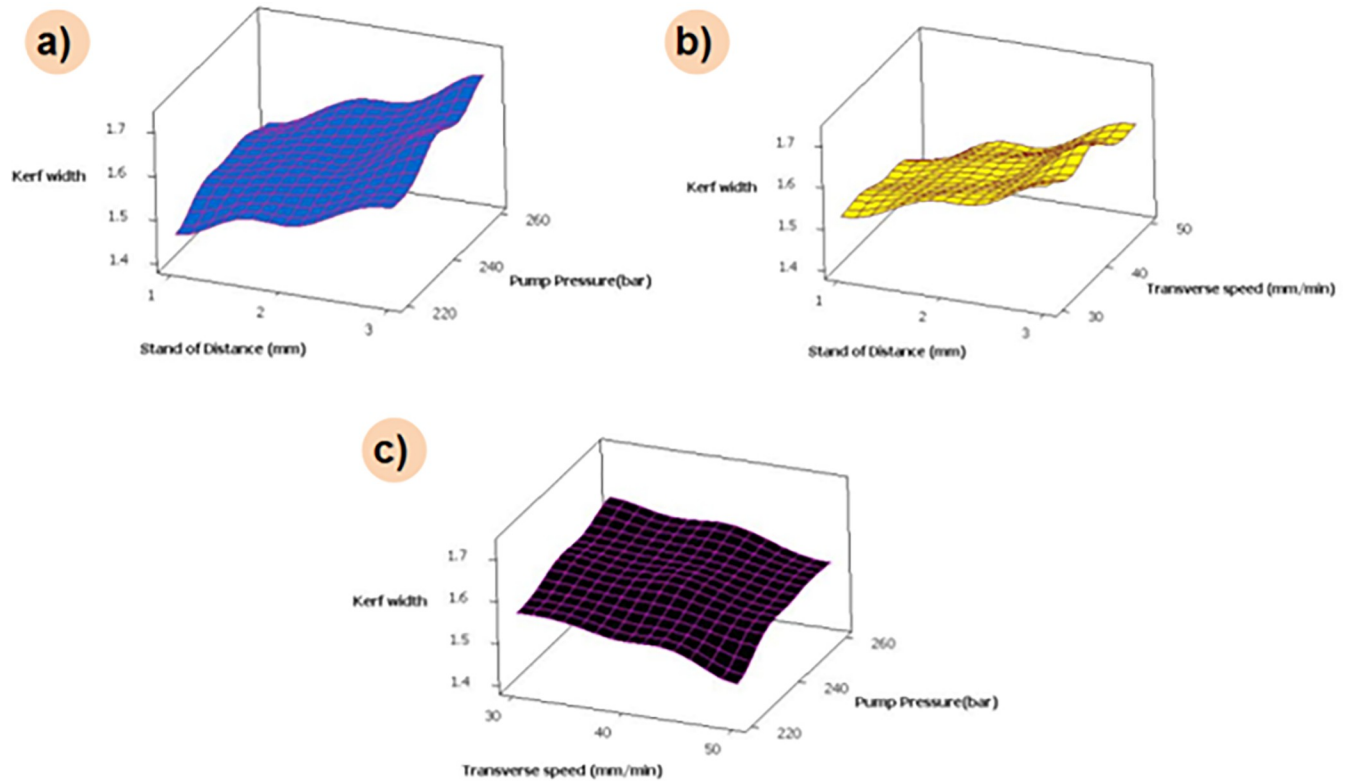 a)
1.7
1.6
1.5
1.4
Kerf width
1
2
3
Stand of Distance (mm)
220
240
260
Pump Pressure(bar)
b)
1.7
1.6
1.5
1.4
Kerf width
1
2
3
Stand of Distance (mm)
30
40
50
Transverse speed (mm/min)
c)
1.7
1.6
1.5
1.4
Kerf width
30
40
50
Transverse speed (mm/min)
220
240
260
Pump Pressure(bar)